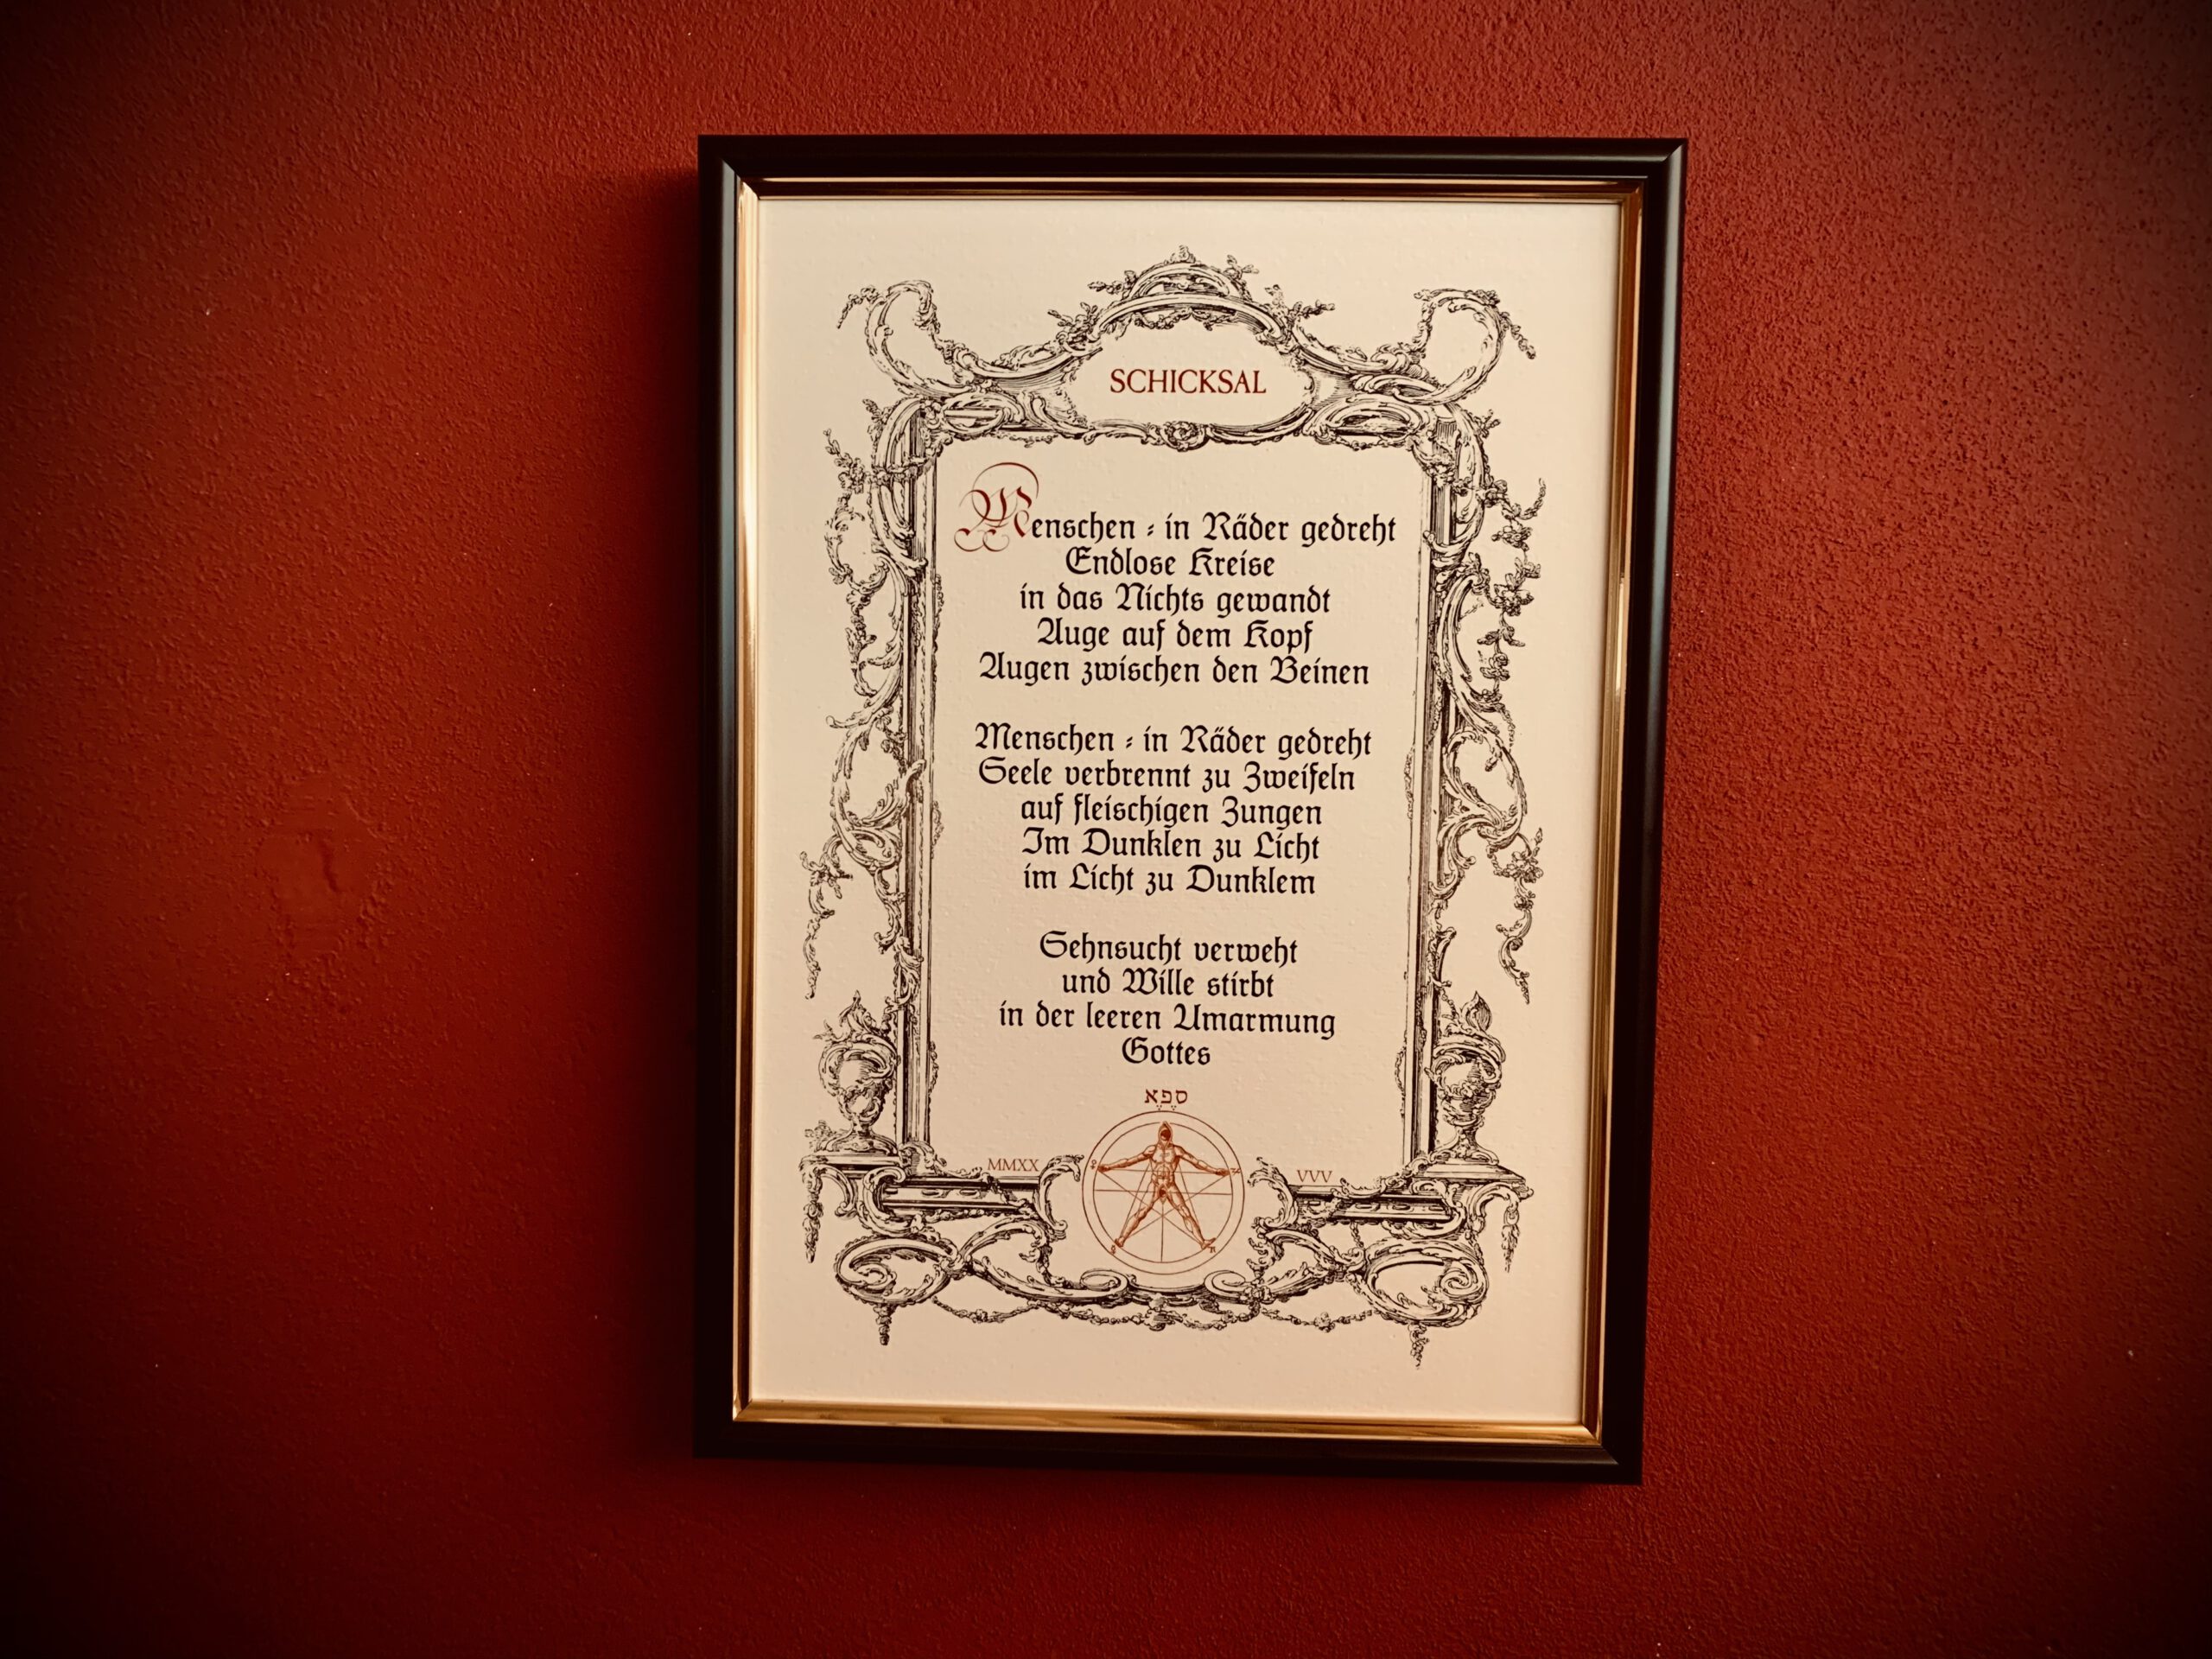 SCHICKSAL
Menschen ⸗ in Räder gedreht
Endlose Kreise
in das Nichts gewandt
Auge auf dem Kopf
Augen zwischen den Beinen
Menschen ⸗ in Räder gedreht
Seele verbrennt zu Zweifeln
auf fleischigen Zungen
Im Dunklen zu Licht
im Licht zu Dunklem
Sehnsucht verweht
und Wille stirbt
in der leeren Umarmung
Gottes
MMXX
VVV